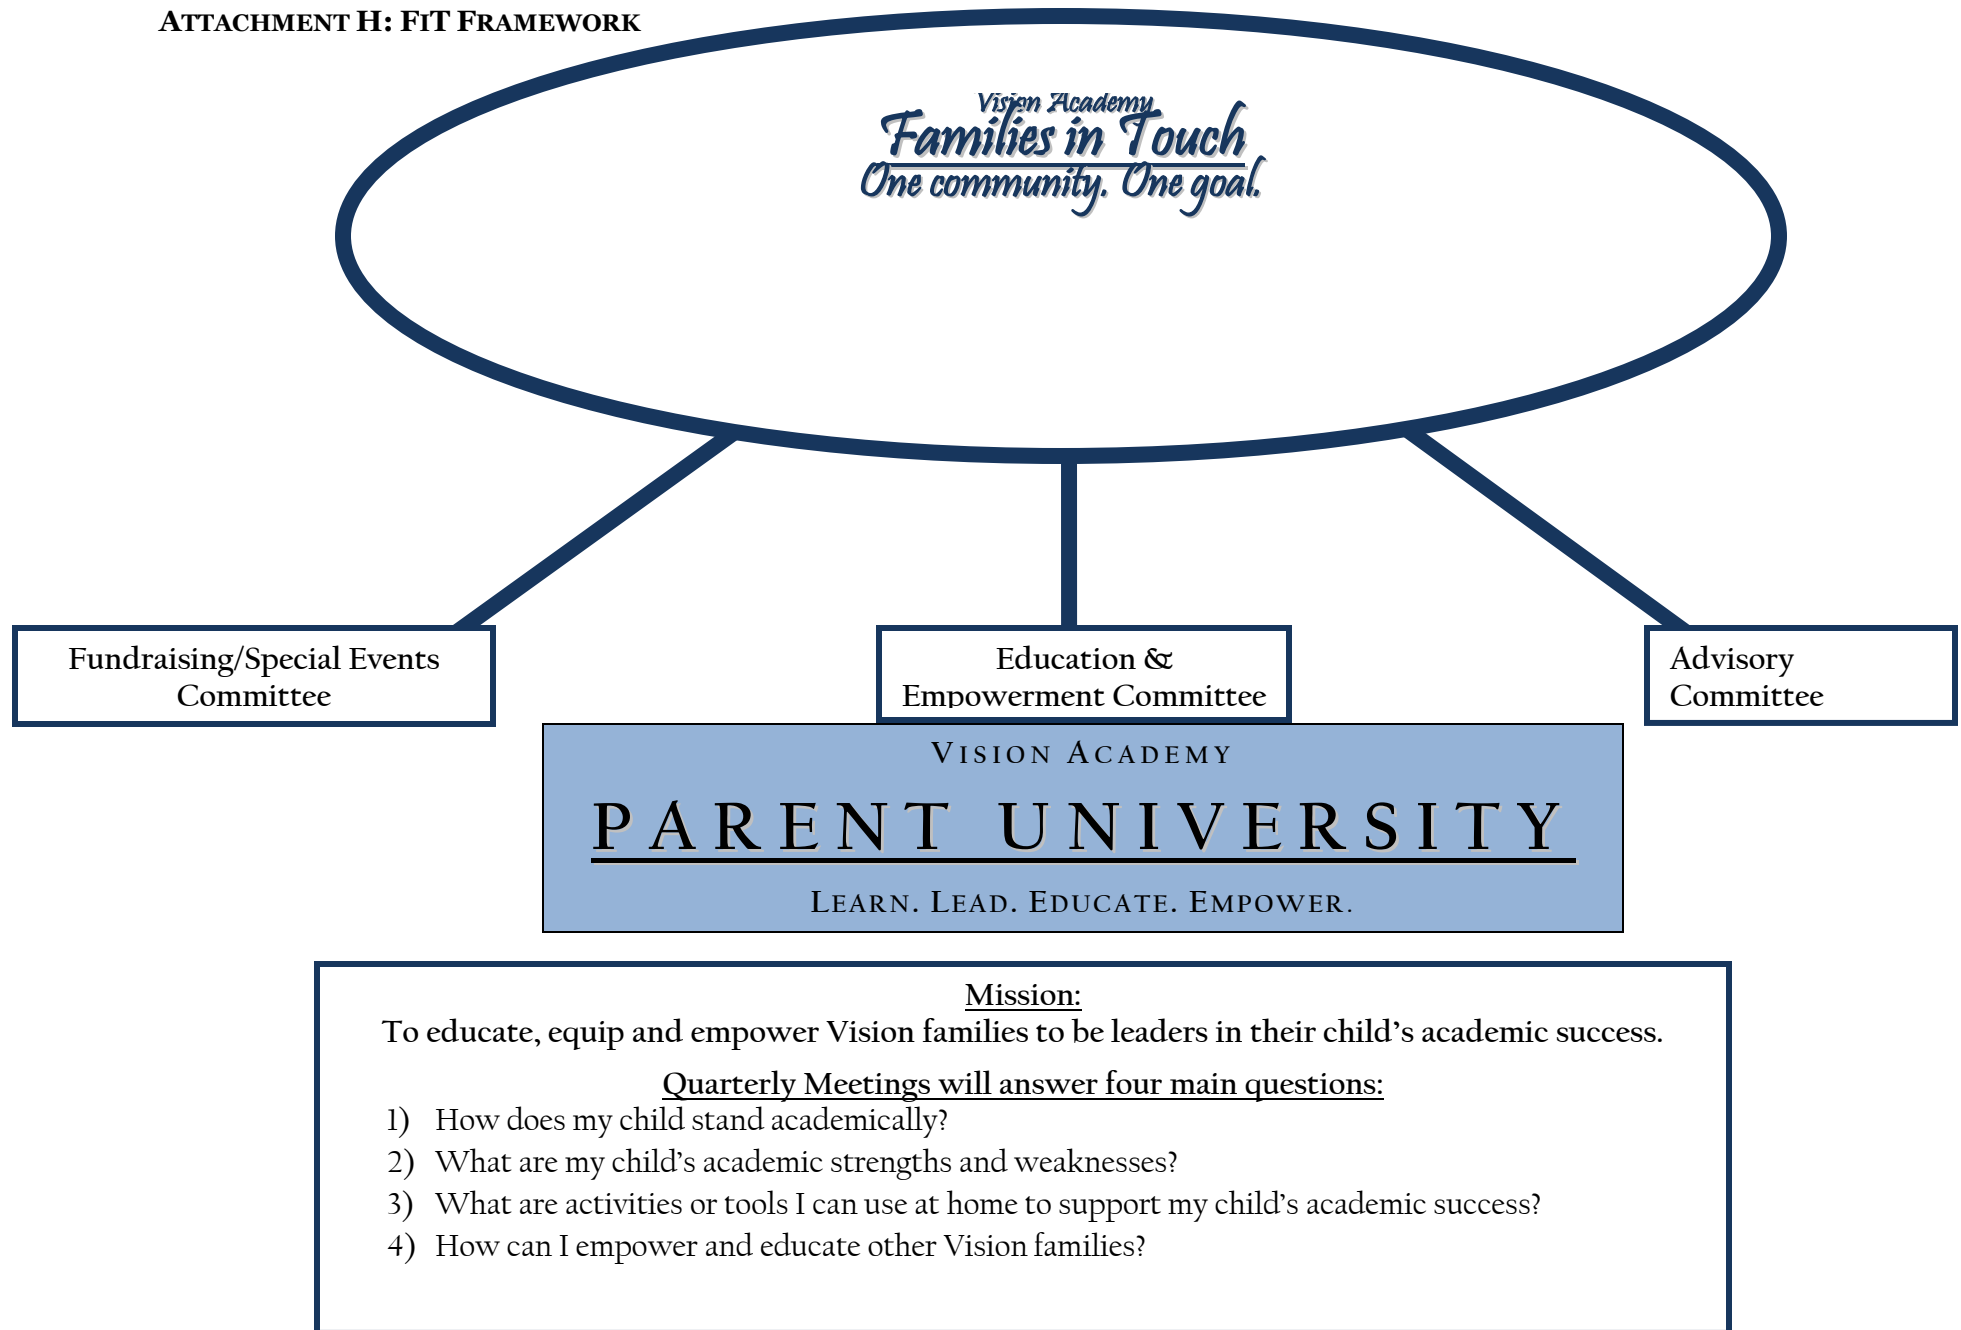 ATTACHMENT H: FIT FRAMEWORK
Vision Academy
Families in Touch
One community. One goal.
Fundraising/Special Events
Committee
Education &
Empowerment Committee
Advisory
Committee
VISION ACADEMY
PARENT UNIVERSITY
LEARN. LEAD. EDUCATE. EMPOWER.
Mission:
To educate, equip and empower Vision families to be leaders in their child’s academic success.
Quarterly Meetings will answer four main questions:
1) How does my child stand academically?
2) What are my child’s academic strengths and weaknesses?
3) What are activities or tools I can use at home to support my child’s academic success?
4) How can I empower and educate other Vision families?